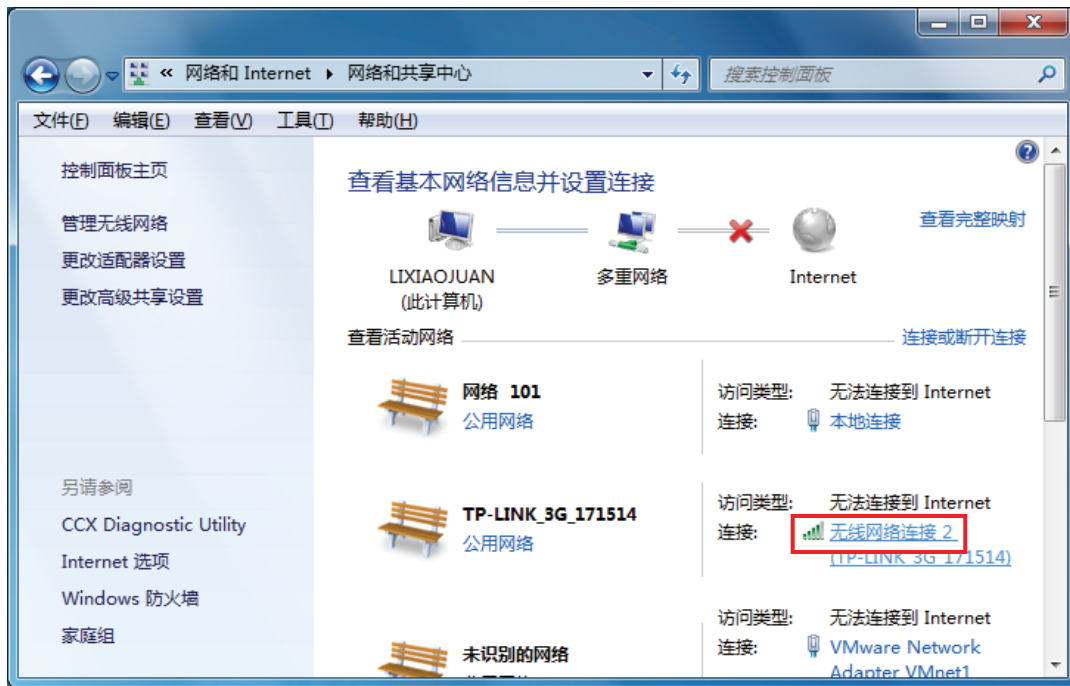 « 网络和 Internet ▸ 网络和共享中心
搜索控制面板
文件(F) 编辑(E) 查看(V) 工具(T) 帮助(H)
控制面板主页
管理无线网络
更改适配器设置
更改高级共享设置
另请参阅
CCX Diagnostic Utility
Internet 选项
Windows 防火墙
家庭组
查看基本网络信息并设置连接
查看完整映射
LIXIAOJUAN
(此计算机)
多重网络
Internet
查看活动网络
连接或断开连接
网络 101
公用网络
访问类型: 无法连接到 Internet
连接: 本地连接
TP-LINK_3G_171514
公用网络
访问类型: 无法连接到 Internet
连接: 无线网络连接 2
(TP-LINK_3G_171514)
未识别的网络
访问类型: 无法连接到 Internet
连接: VMware Network
Adapter VMnet1